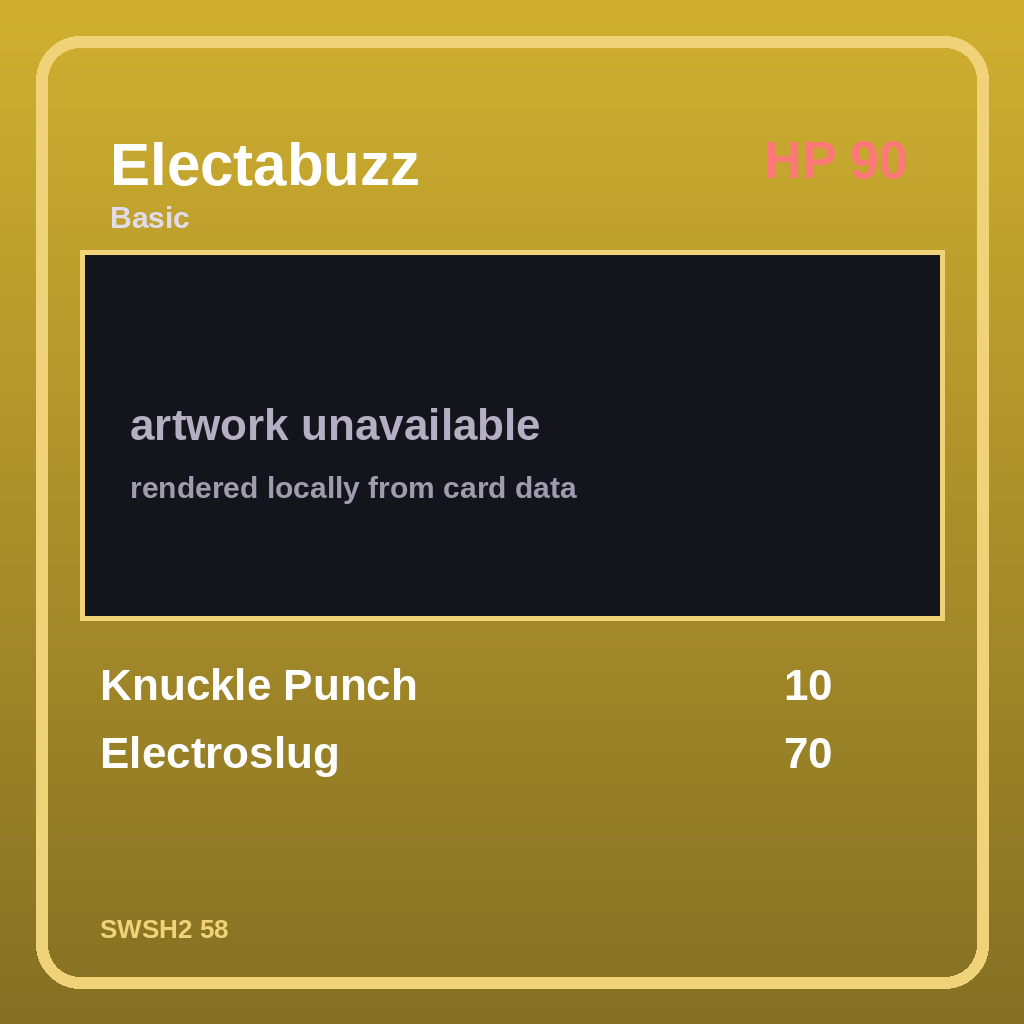 Electabuzz
HP 90
Basic
artwork unavailable
rendered locally from card data
Knuckle Punch 10
Electroslug 70
SWSH2 58